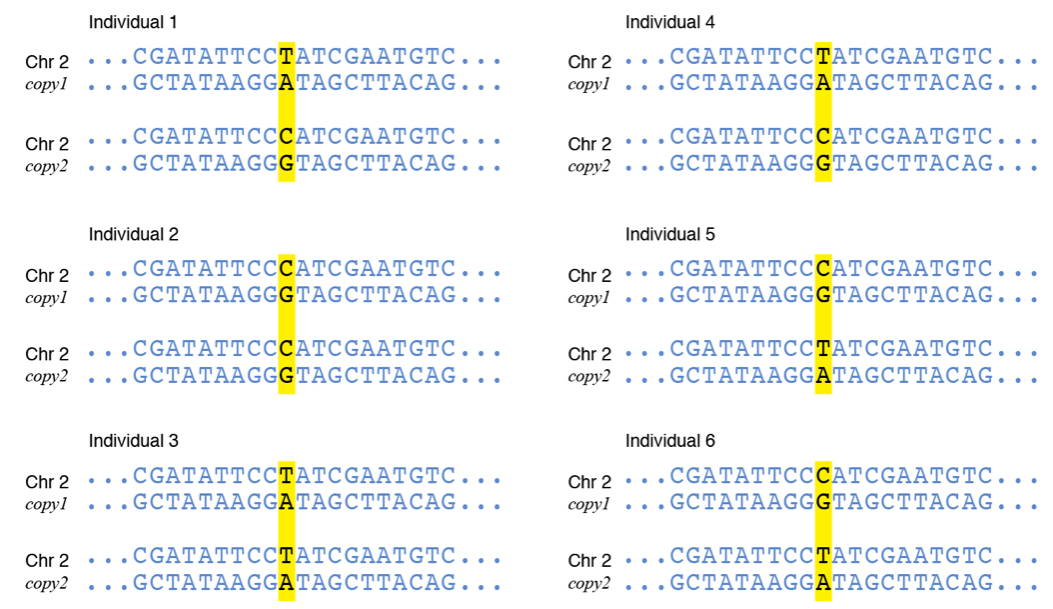 Individual 1
Chr 2 ...CGATATTCCTATCGAATGTC...
copy1 ...GCTATAAGGATAGCTTACAG...
Chr 2 ...CGATATTCCCATCGAATGTC...
copy2 ...GCTATAAGGGTAGCTTACAG...
Individual 2
Chr 2 ...CGATATTCCCATCGAATGTC...
copy1 ...GCTATAAGGGTAGCTTACAG...
Chr 2 ...CGATATTCCCATCGAATGTC...
copy2 ...GCTATAAGGGTAGCTTACAG...
Individual 3
Chr 2 ...CGATATTCCTATCGAATGTC...
copy1 ...GCTATAAGGATAGCTTACAG...
Chr 2 ...CGATATTCCTATCGAATGTC...
copy2 ...GCTATAAGGATAGCTTACAG...
Individual 4
Chr 2 ...CGATATTCCTATCGAATGTC...
copy1 ...GCTATAAGGATAGCTTACAG...
Chr 2 ...CGATATTCCCATCGAATGTC...
copy2 ...GCTATAAGGGTAGCTTACAG...
Individual 5
Chr 2 ...CGATATTCCCATCGAATGTC...
copy1 ...GCTATAAGGGTAGCTTACAG...
Chr 2 ...CGATATTCCTATCGAATGTC...
copy2 ...GCTATAAGGATAGCTTACAG...
Individual 6
Chr 2 ...CGATATTCCCATCGAATGTC...
copy1 ...GCTATAAGGGTAGCTTACAG...
Chr 2 ...CGATATTCCTATCGAATGTC...
copy2 ...GCTATAAGGATAGCTTACAG...